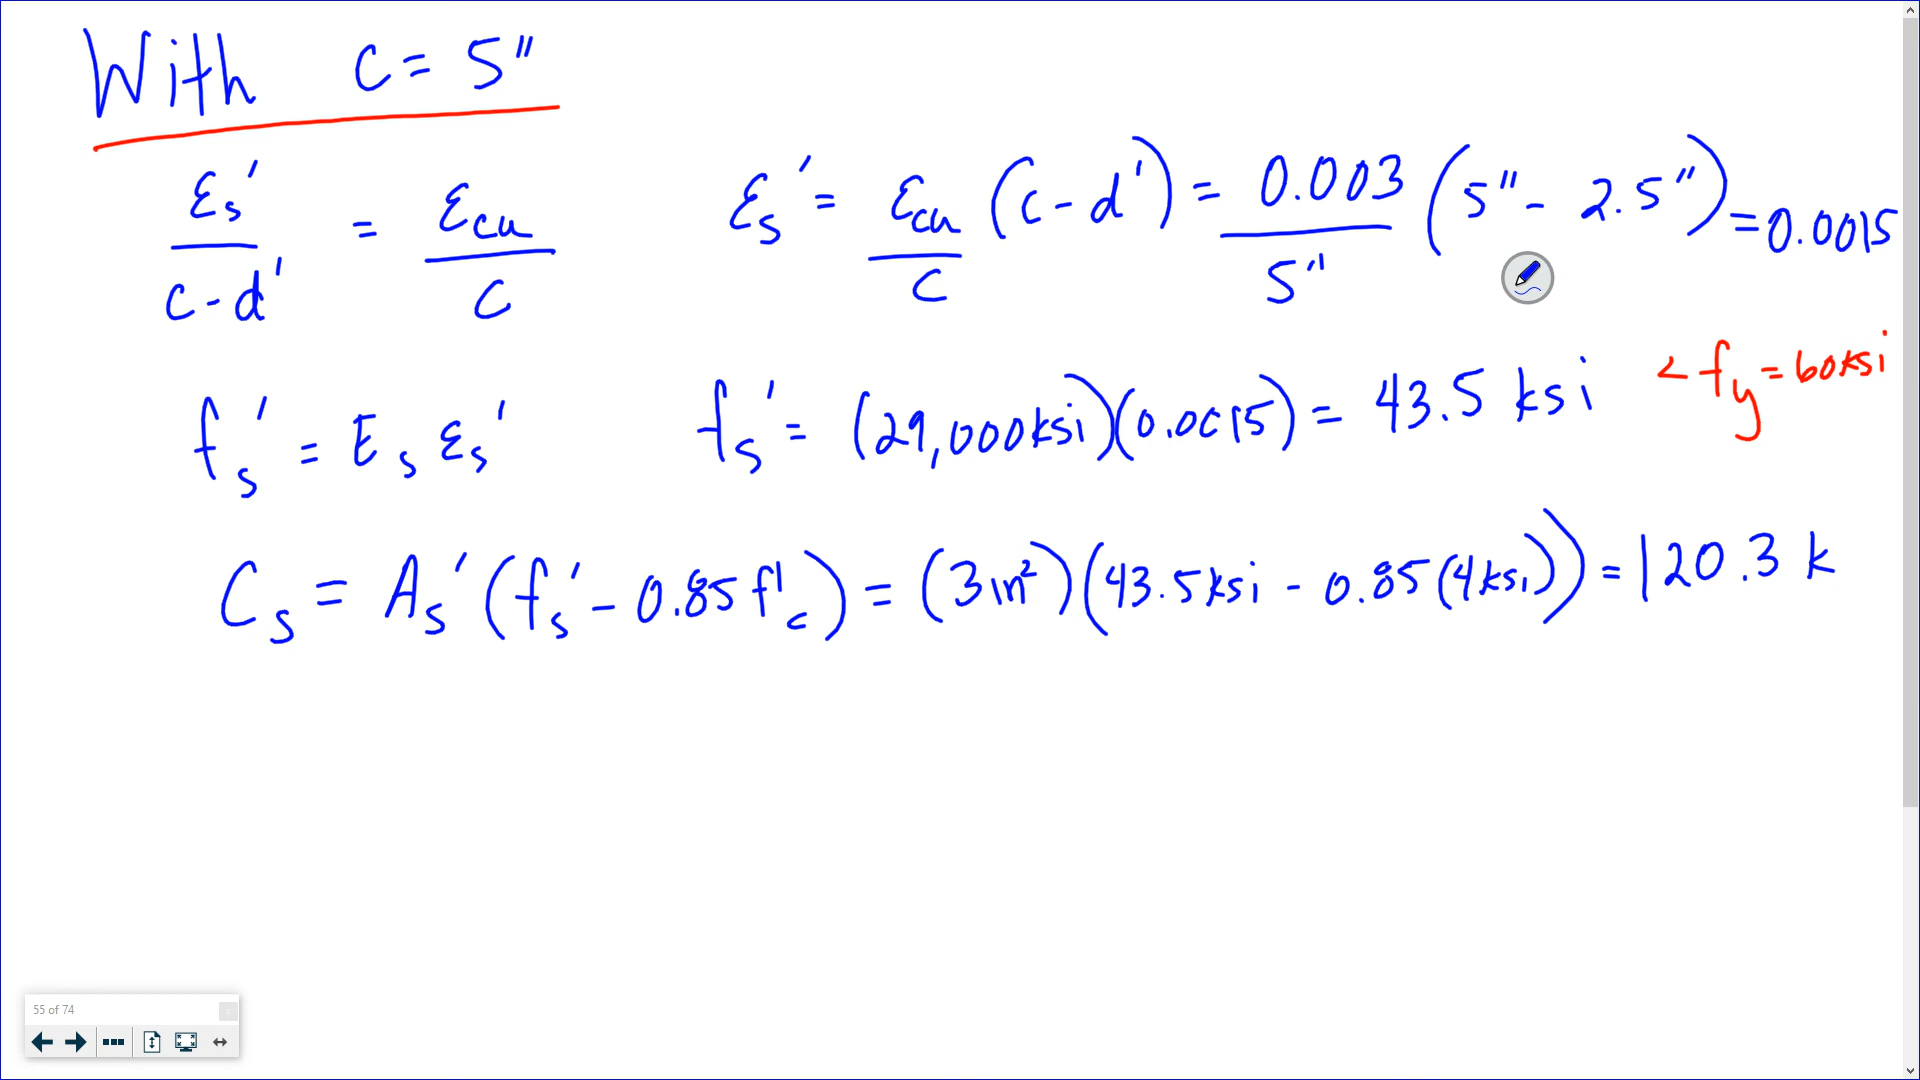 With c = 5"
εs' / (c - d') = εcu / c
εs' = εcu / c (c - d') = 0.003 / 5" (5" - 2.5") = 0.0015
fs' = Es εs'
fs' = (29,000ksi)(0.0015) = 43.5 ksi < fy = 60ksi
Cs = As' (fs' - 0.85 f'c) = (3in²)(43.5ksi - 0.85(4ksi)) = 120.3 k
55 of 74